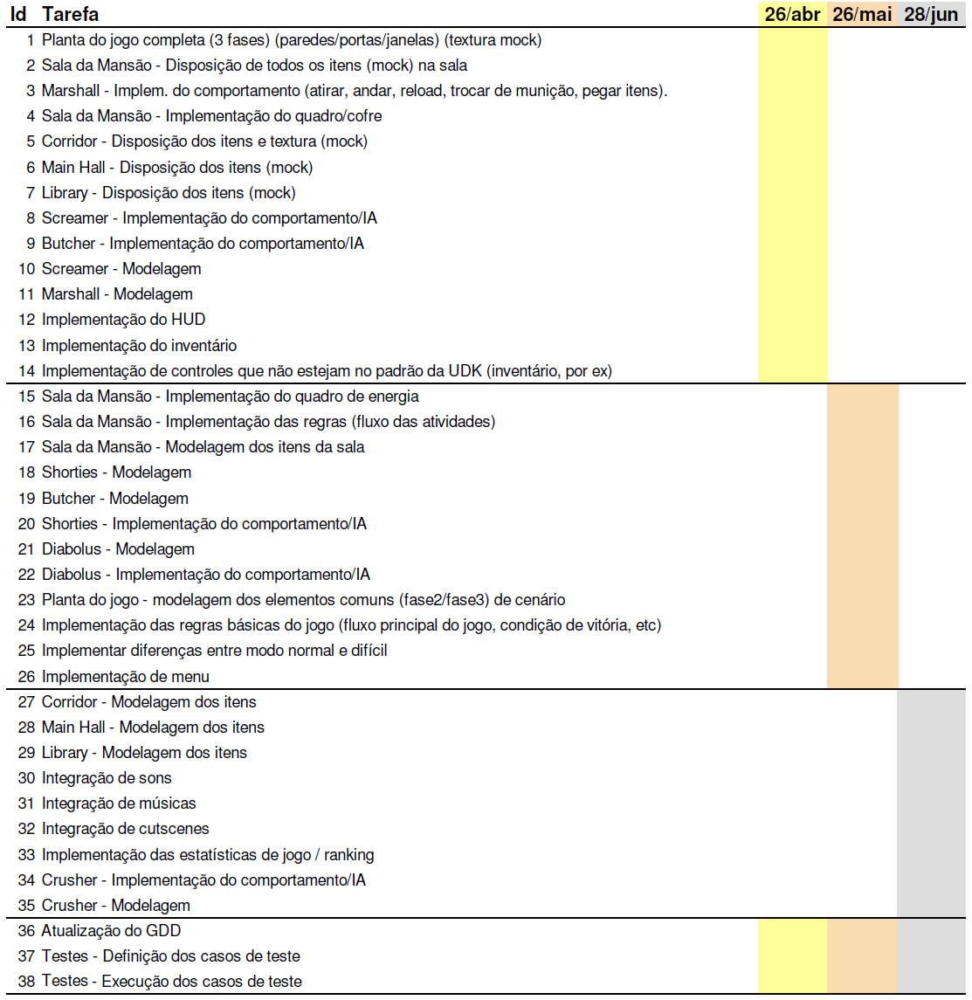 Id Tarefa 26/abr 26/mai 28/jun
1 Planta do jogo completa (3 fases) (paredes/portas/janelas) (textura mock)
2 Sala da Mansão - Disposição de todos os itens (mock) na sala
3 Marshall - Implem. do comportamento (atirar, andar, reload, trocar de munição, pegar itens).
4 Sala da Mansão - Implementação do quadro/cofre
5 Corridor - Disposição dos itens e textura (mock)
6 Main Hall - Disposição dos itens (mock)
7 Library - Disposição dos itens (mock)
8 Screamer - Implementação do comportamento/IA
9 Butcher - Implementação do comportamento/IA
10 Screamer - Modelagem
11 Marshall - Modelagem
12 Implementação do HUD
13 Implementação do inventário
14 Implementação de controles que não estejam no padrão da UDK (inventário, por ex)
15 Sala da Mansão - Implementação do quadro de energia
16 Sala da Mansão - Implementação das regras (fluxo das atividades)
17 Sala da Mansão - Modelagem dos itens da sala
18 Shorties - Modelagem
19 Butcher - Modelagem
20 Shorties - Implementação do comportamento/IA
21 Diabolus - Modelagem
22 Diabolus - Implementação do comportamento/IA
23 Planta do jogo - modelagem dos elementos comuns (fase2/fase3) de cenário
24 Implementação das regras básicas do jogo (fluxo principal do jogo, condição de vitória, etc)
25 Implementar diferenças entre modo normal e difícil
26 Implementação de menu
27 Corridor - Modelagem dos itens
28 Main Hall - Modelagem dos itens
29 Library - Modelagem dos itens
30 Integração de sons
31 Integração de músicas
32 Integração de cutscenes
33 Implementação das estatísticas de jogo / ranking
34 Crusher - Implementação do comportamento/IA
35 Crusher - Modelagem
36 Atualização do GDD
37 Testes - Definição dos casos de teste
38 Testes - Execução dos casos de teste